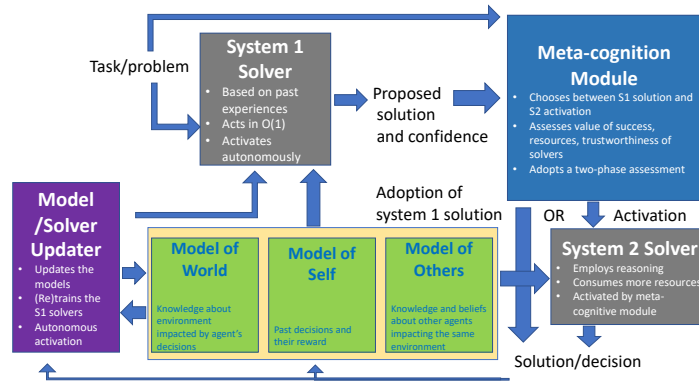 Task/problem
System 1
Solver
• Based on past
experiences
• Acts in O(1)
• Activates
autonomously
Proposed
solution
and confidence
Meta-cognition
Module
• Chooses between S1 solution and
S2 activation
• Assesses value of success,
resources, trustworthiness of
solvers
• Adopts a two-phase assessment
Model
/Solver
Updater
• Updates the
models
• (Re)trains the
S1 solvers
• Autonomous
activation
Adoption of
system 1 solution
OR
Activation
Model of
World
Knowledge about
environment
impacted by agent's
decisions
Model of
Self
Past decisions and
their reward
Model of
Others
Knowledge and beliefs
about other agents
impacting the same
environment
System 2 Solver
• Employs reasoning
• Consumes more resources
• Activated by meta-
cognitive module
Solution/decision